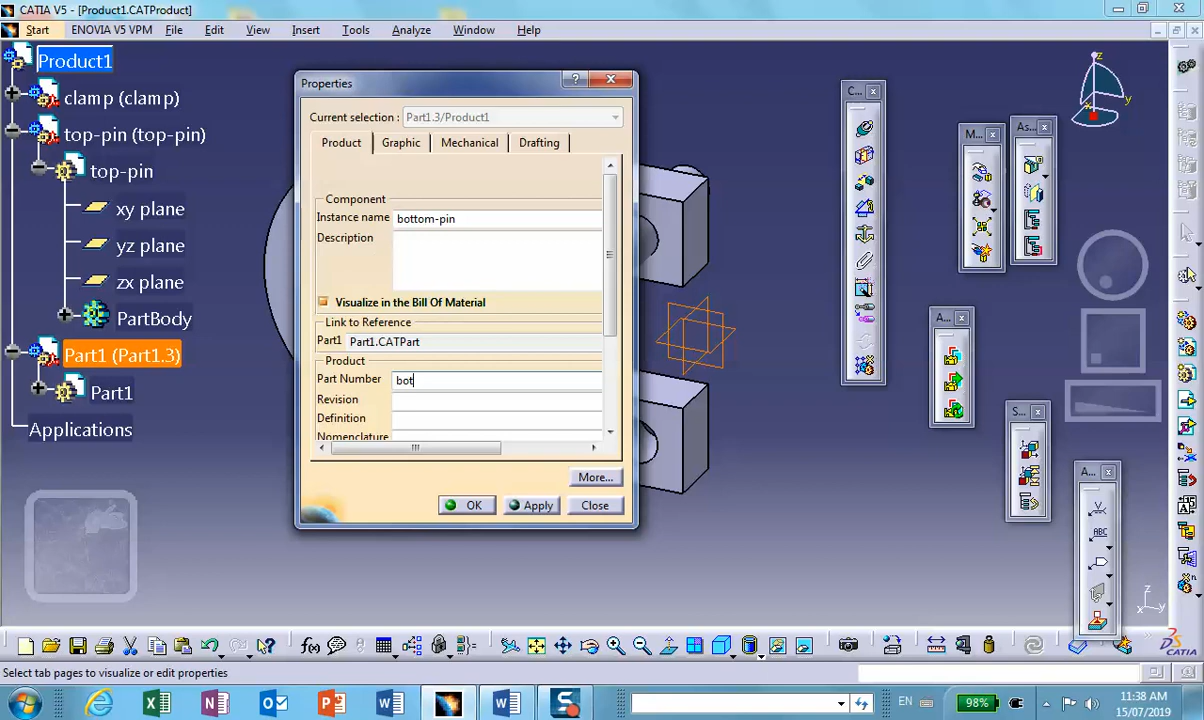 CATIA V5 - [Product1.CATProduct]
Start ENOVIA V5 VPM File Edit View Insert Tools Analyze Window Help
Product1
clamp (clamp)
top-pin (top-pin)
top-pin
xy plane
yz plane
zx plane
PartBody
Part1 (Part1.3)
Part1
Applications
Properties
Current selection : Part1.3/Product1
Product Graphic Mechanical Drafting
Component
Instance name bottom-pin
Description
Visualize in the Bill Of Material
Link to Reference
Part1 Part1.CATPart
Product
Part Number bot
Revision
Definition
Nomenclature
More...
OK Apply Close
C...
M...
As...
A...
S...
A...
ABC
z
y
x
z
x
y
f(x)
CATIA
Select tab pages to visualize or edit properties
EN
98%
11:38 AM
15/07/2019